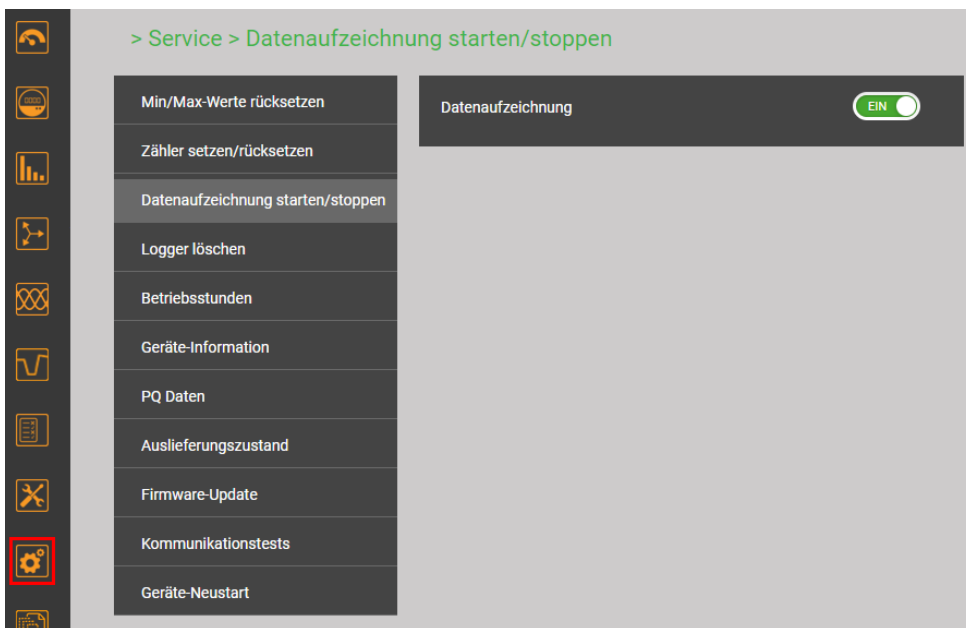 > Service > Datenaufzeichnung starten/stoppen
Min/Max-Werte rücksetzen
Zähler setzen/rücksetzen
Datenaufzeichnung starten/stoppen
Logger löschen
Betriebsstunden
Geräte-Information
PQ Daten
Auslieferungszustand
Firmware-Update
Kommunikationstests
Geräte-Neustart
Datenaufzeichnung
EIN